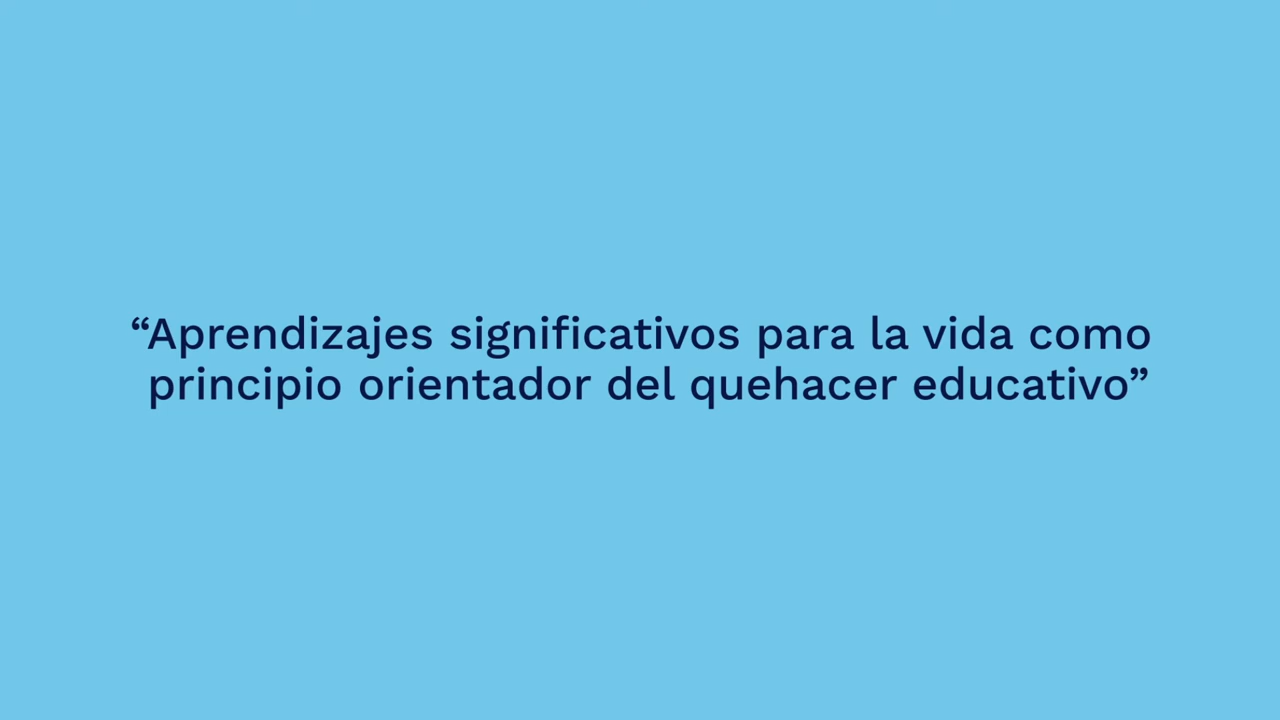 “Aprendizajes significativos para la vida como
principio orientador del quehacer educativo”